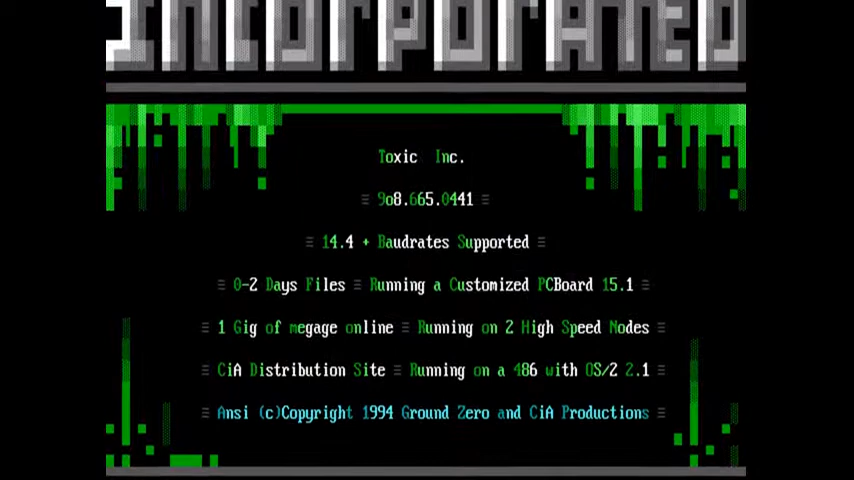 INCORPORATED
Toxic Inc.
≡ 9o8.665.0441 ≡
≡ 14.4 + Baudrates Supported ≡
≡ 0-2 Days Files ≡ Running a Customized PCBoard 15.1 ≡
≡ 1 Gig of megage online ≡ Running on 2 High Speed Nodes ≡
≡ CiA Distribution Site ≡ Running on a 486 with OS/2 2.1 ≡
≡ Ansi (c)Copyright 1994 Ground Zero and CiA Productions ≡